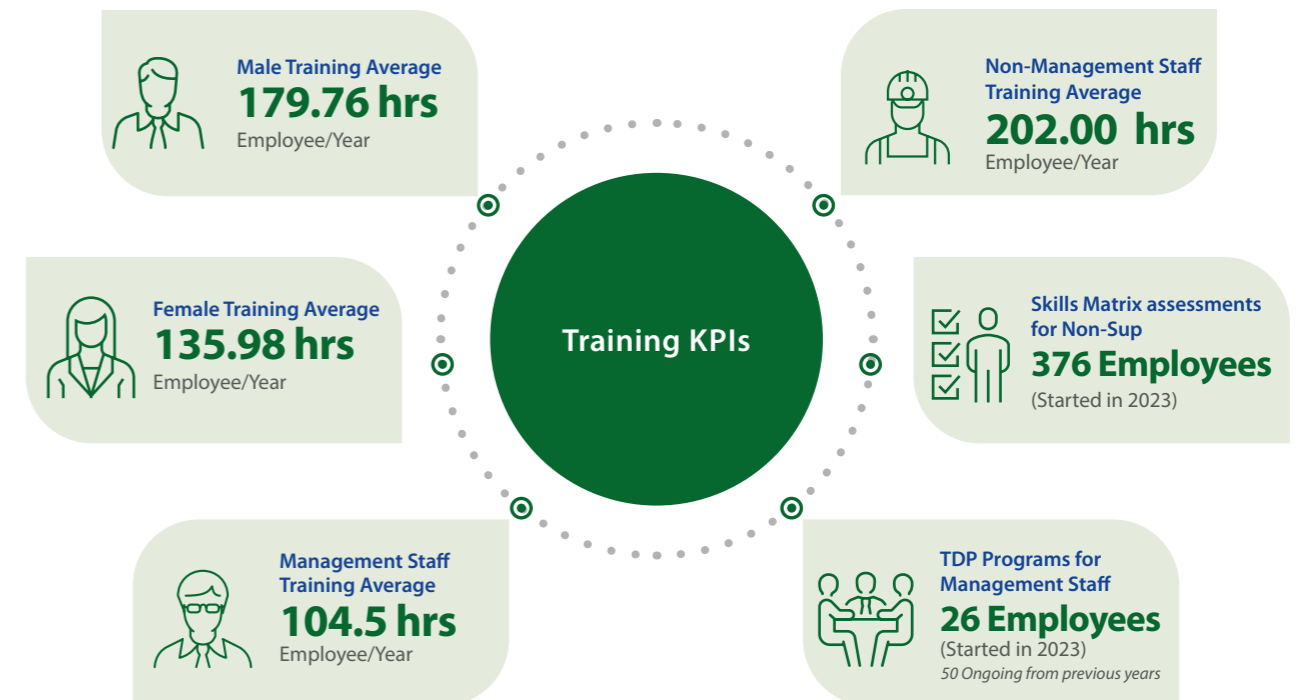 Male Training Average
179.76 hrs
Employee/Year
Female Training Average
135.98 hrs
Employee/Year
Management Staff
Training Average
104.5 hrs
Employee/Year
Training KPIs
Non-Management Staff
Training Average
202.00 hrs
Employee/Year
Skills Matrix assessments
for Non-Sup
376 Employees
(Started in 2023)
TDP Programs for
Management Staff
26 Employees
(Started in 2023)
50 Ongoing from previous years